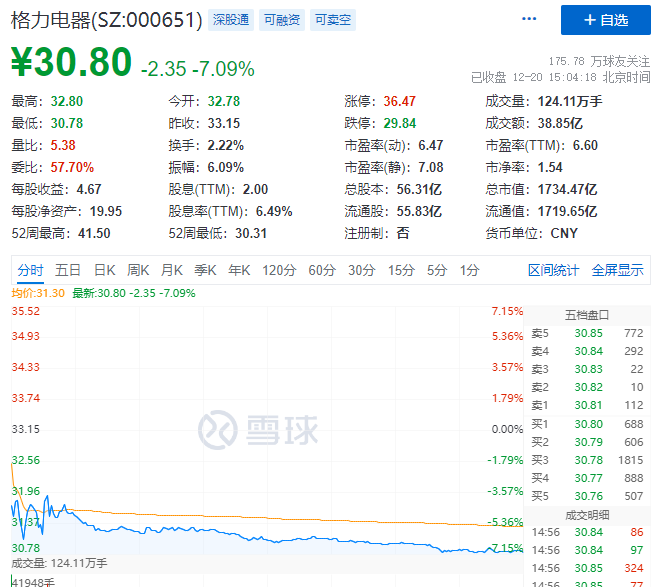 格力电器(SZ:000651) 深股通 可融资 可卖空 ··· +自选
¥30.80 -2.35 -7.09%
175.78 万球友关注
已收盘 12-20 15:04:18 北京时间
最高：32.80 今开：32.78 涨停：36.47 成交量：124.11万手
最低：30.78 昨收：33.15 跌停：29.84 成交额：38.85亿
量比：5.38 换手：2.22% 市盈率(动)：6.47 市盈率(TTM)：6.60
委比：57.70% 振幅：6.09% 市盈率(静)：7.08 市净率：1.54
每股收益：4.67 股息(TTM)：2.00 总股本：56.31亿 总市值：1734.47亿
每股净资产：19.95 股息率(TTM)：6.49% 流通股：55.83亿 流通值：1719.65亿
52周最高：41.50 52周最低：30.31 注册制：否 货币单位：CNY
分时 五日 日K 周K 月K 季K 年K 120分 60分 30分 15分 5分 1分 区间统计 全屏显示
均价:31.30 最新:30.80 -2.35 -7.09%
35.52 7.15% 五档盘口
34.93 5.36% 卖5 30.85 772
卖4 30.84 292
34.33 3.57% 卖3 30.83 22
卖2 30.82 10
33.74 1.79% 卖1 30.81 112
33.15 雪球 0.00% 买1 30.80 688
买2 30.79 606
32.56 -1.79% 买3 30.78 1815
买4 30.77 888
31.96 -3.57% 买5 30.76 507
31.37 -5.36% 成交明细
14:56 30.84 86
30.78 7.15% 14:56 30.84 97
成交量: 124.11万手 14:56 30.85 324
41948手 14:56 30.85 77